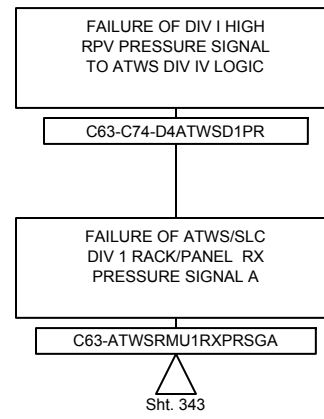 FAILURE OF DIV I HIGH
RPV PRESSURE SIGNAL
TO ATWS DIV IV LOGIC
C63-C74-D4ATWSD1PR
FAILURE OF ATWS/SLC
DIV 1 RACK/PANEL RX
PRESSURE SIGNAL A
C63-ATWSRMU1RXPRSGA
Sht. 343